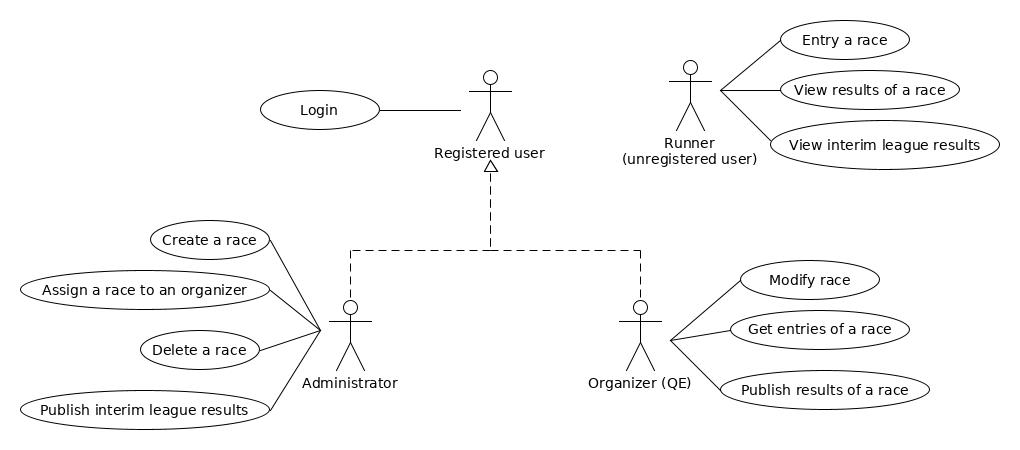 Entry a race
View results of a race
Login
Registered user
Runner
(unregistered user)
View interim league results
Create a race
Assign a race to an organizer
Delete a race
Publish interim league results
Administrator
Modify race
Get entries of a race
Organizer (QE)
Publish results of a race